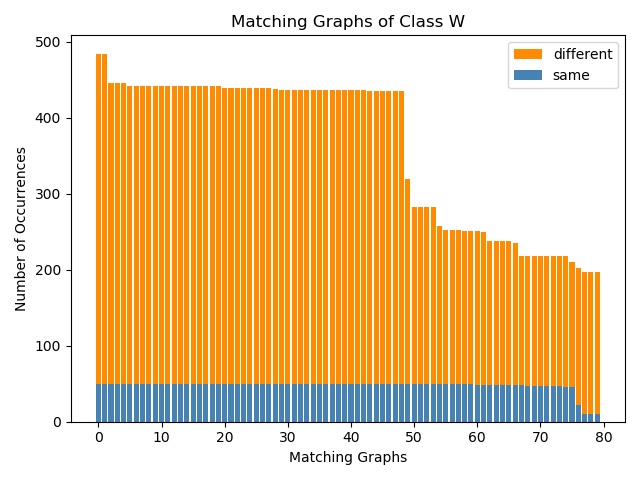 Matching Graphs of Class W
different
same
Number of Occurrences
500
400
300
200
100
0
0 10 20 30 40 50 60 70 80
Matching Graphs